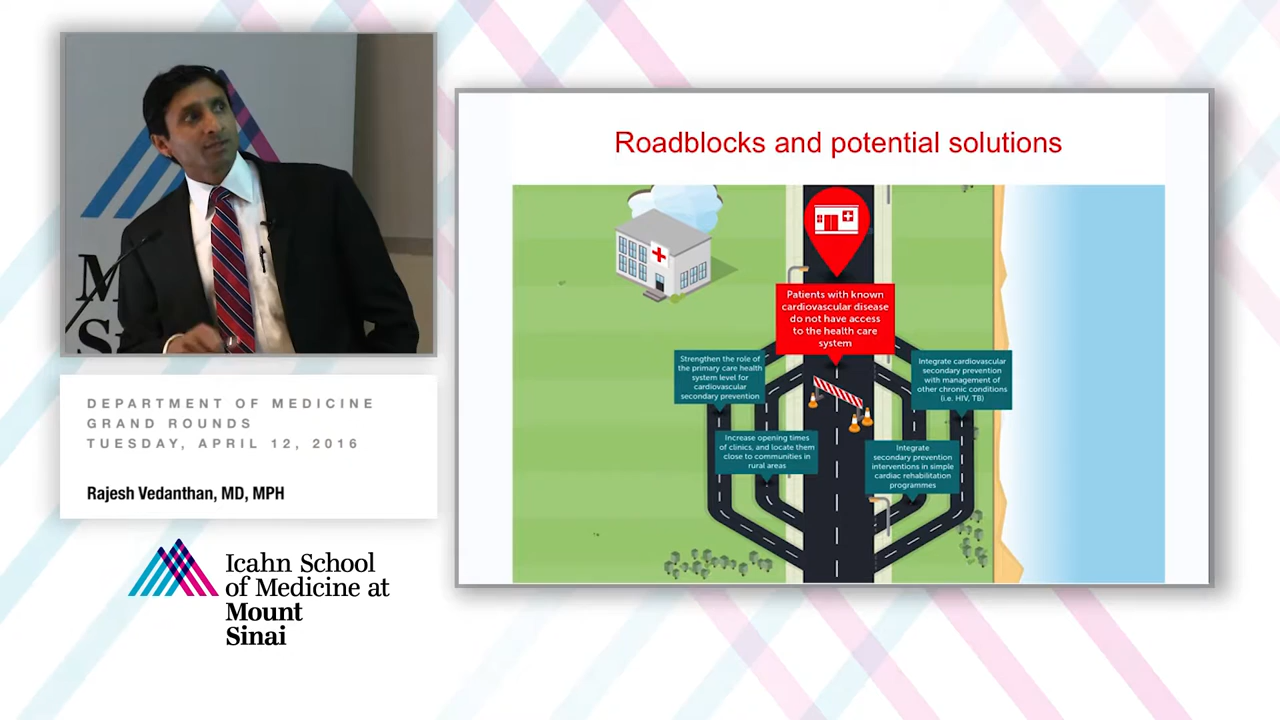 M
Si
DEPARTMENT OF MEDICINE
GRAND ROUNDS
TUESDAY, APRIL 12, 2016
Rajesh Vedanthan, MD, MPH
Icahn School
of Medicine at
Mount
Sinai
Roadblocks and potential solutions
Patients with known
cardiovascular disease
do not have access
to the health care
system
Strengthen the role of
the primary care health
system level for
cardiovascular
secondary prevention
Integrate cardiovascular
secondary prevention
with management of
other chronic conditions
(i.e. HIV, TB)
Increase opening times
of clinics, and locate them
close to communities in
rural areas
Integrate
secondary prevention
interventions in simple
cardiac rehabilitation
programmes